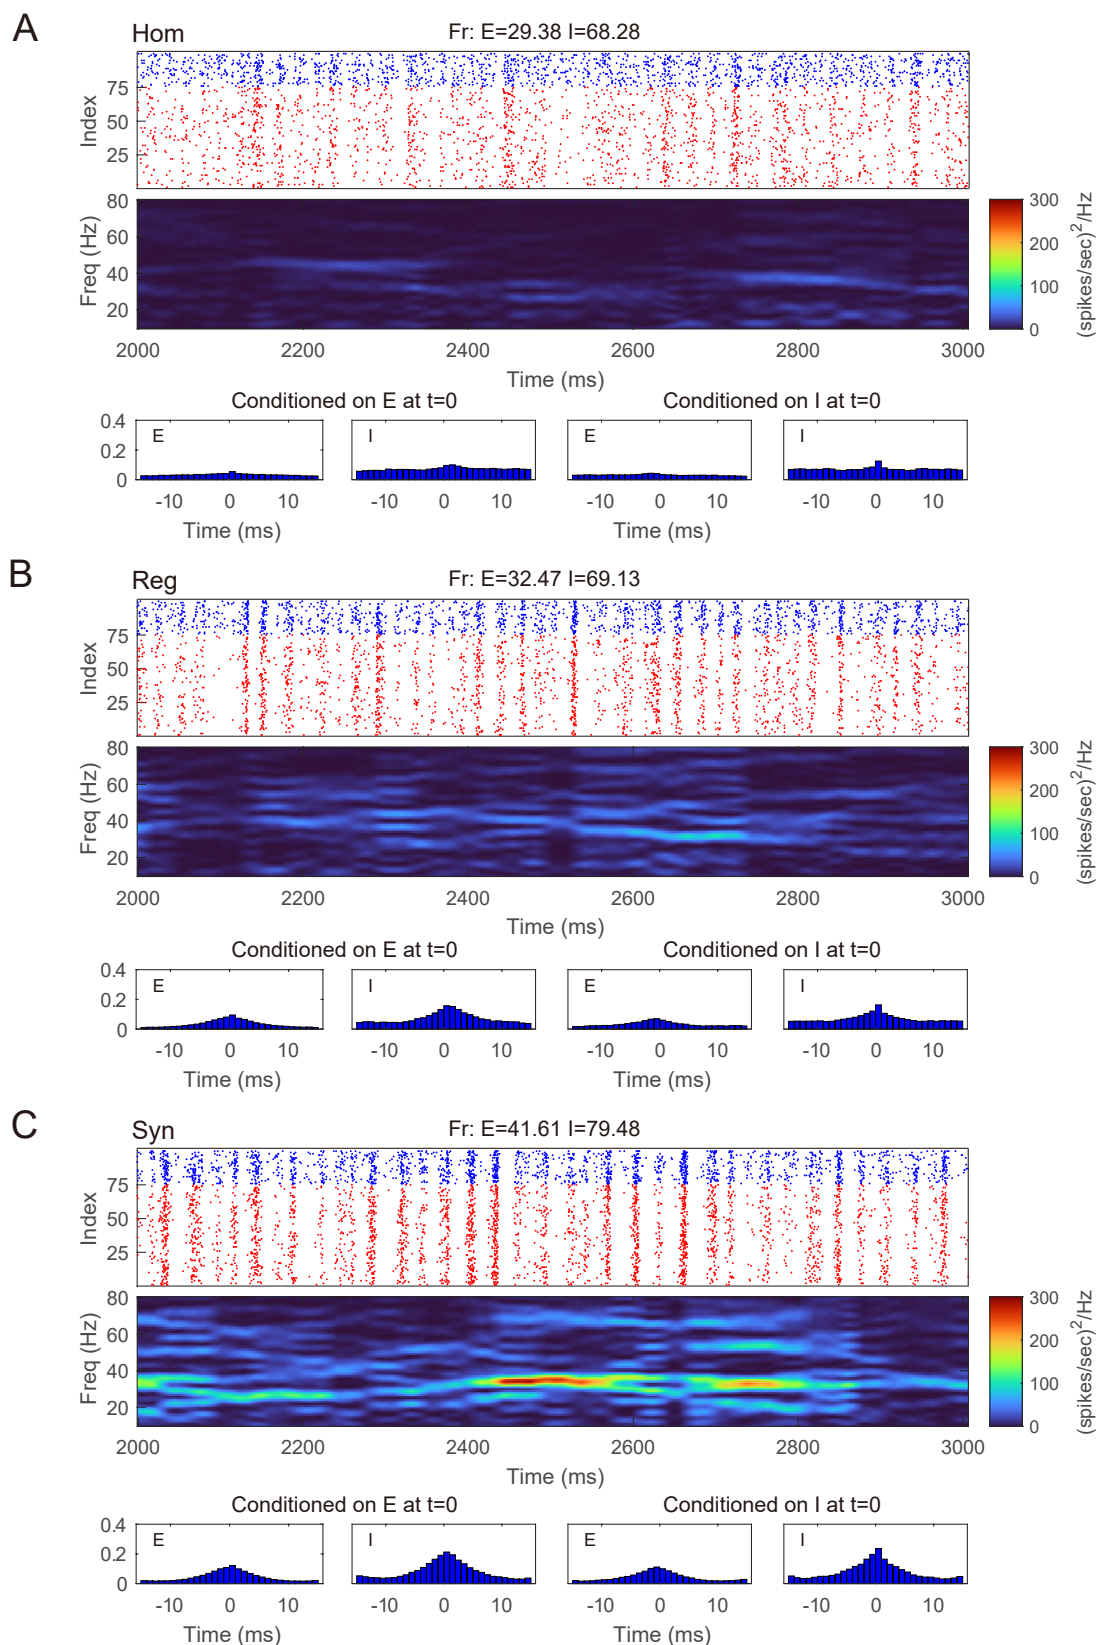 A
Hom
Fr: E=29.38 I=68.28
75
50
25
Index
80
60
40
20
Freq (Hz)
300
200
100
0
(spikes/sec)²/Hz
2000 2200 2400 2600 2800 3000
Time (ms)
Conditioned on E at t=0 Conditioned on I at t=0
0.4
0.2
0
E I E I
-10 0 10 -10 0 10 -10 0 10 -10 0 10
Time (ms) Time (ms)
B
Reg
Fr: E=32.47 I=69.13
75
50
25
Index
80
60
40
20
Freq (Hz)
300
200
100
0
(spikes/sec)²/Hz
2000 2200 2400 2600 2800 3000
Time (ms)
Conditioned on E at t=0 Conditioned on I at t=0
0.4
0.2
0
E I E I
-10 0 10 -10 0 10 -10 0 10 -10 0 10
Time (ms) Time (ms)
C
Syn
Fr: E=41.61 I=79.48
75
50
25
Index
80
60
40
20
Freq (Hz)
300
200
100
0
(spikes/sec)²/Hz
2000 2200 2400 2600 2800 3000
Time (ms)
Conditioned on E at t=0 Conditioned on I at t=0
0.4
0.2
0
E I E I
-10 0 10 -10 0 10 -10 0 10 -10 0 10
Time (ms) Time (ms)